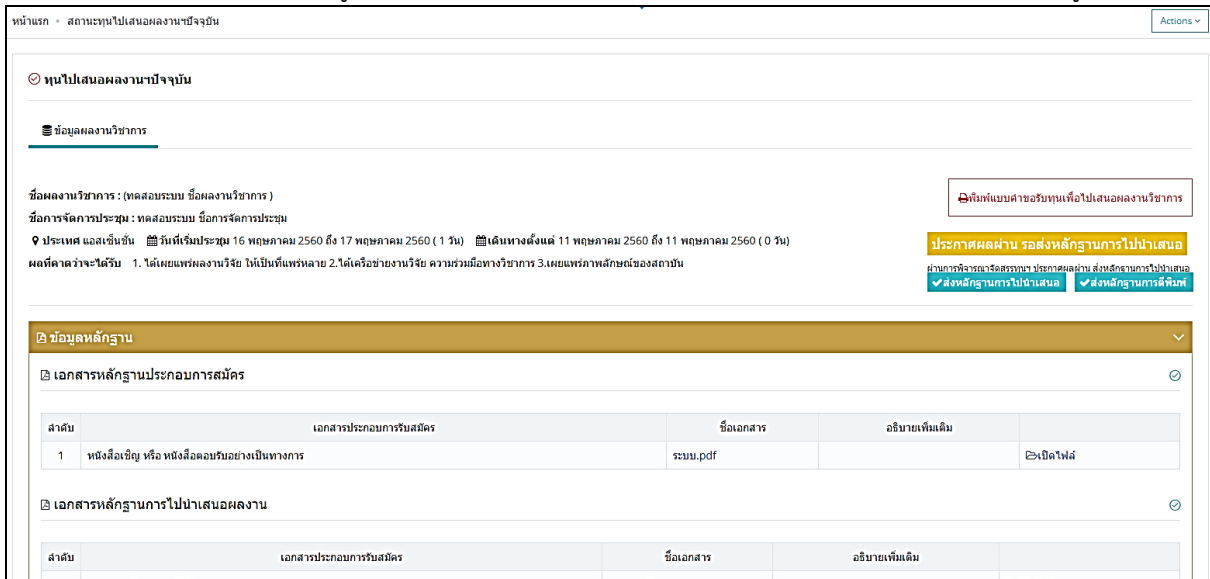 หน้าแรก สถานะทุนไปเสนอผลงานฯปัจจุบัน Actions
ทุนไปเสนอผลงานฯปัจจุบัน
ข้อมูลผลงานวิชาการ
ชื่อผลงานวิชาการ : (ทดสอบระบบ ชื่อผลงานวิชาการ )
พิมพ์แบบคำขอรับทุนเพื่อไปเสนอผลงานวิชาการ
ชื่อการจัดการประชุม : ทดสอบระบบ ชื่อการจัดการประชุม
ประเทศ แอสเซ็นชั่น วันที่เริ่มประชุม 16 พฤษภาคม 2560 ถึง 17 พฤษภาคม 2560 ( 1 วัน) เดินทางตั้งแต่ 11 พฤษภาคม 2560 ถึง 11 พฤษภาคม 2560 ( 0 วัน)
ประกาศผลผ่าน รอส่งหลักฐานการไปนำเสนอ
ผลที่คาดว่าจะได้รับ 1. ได้เผยแพร่ผลงานวิจัย ให้เป็นที่แพร่หลาย 2.ได้เครือข่ายงานวิจัย ความร่วมมือทางวิชาการ 3.เผยแพร่ภาพลักษณ์ของสถาบัน
ผ่านการพิจารณาจัดสรรทุนฯ ประกาศผลผ่าน ส่งหลักฐานการไปนำเสนอ
ส่งหลักฐานการไปนำเสนอ ส่งหลักฐานการตีพิมพ์
ข้อมูลหลักฐาน
เอกสารหลักฐานประกอบการสมัคร
ลำดับ เอกสารประกอบการรับสมัคร ชื่อเอกสาร อธิบายเพิ่มเติม
1 หนังสือเชิญ หรือ หนังสือตอบรับอย่างเป็นทางการ ระบบ.pdf เปิดไฟล์
เอกสารหลักฐานการไปนำเสนอผลงาน
ลำดับ เอกสารประกอบการรับสมัคร ชื่อเอกสาร อธิบายเพิ่มเติม